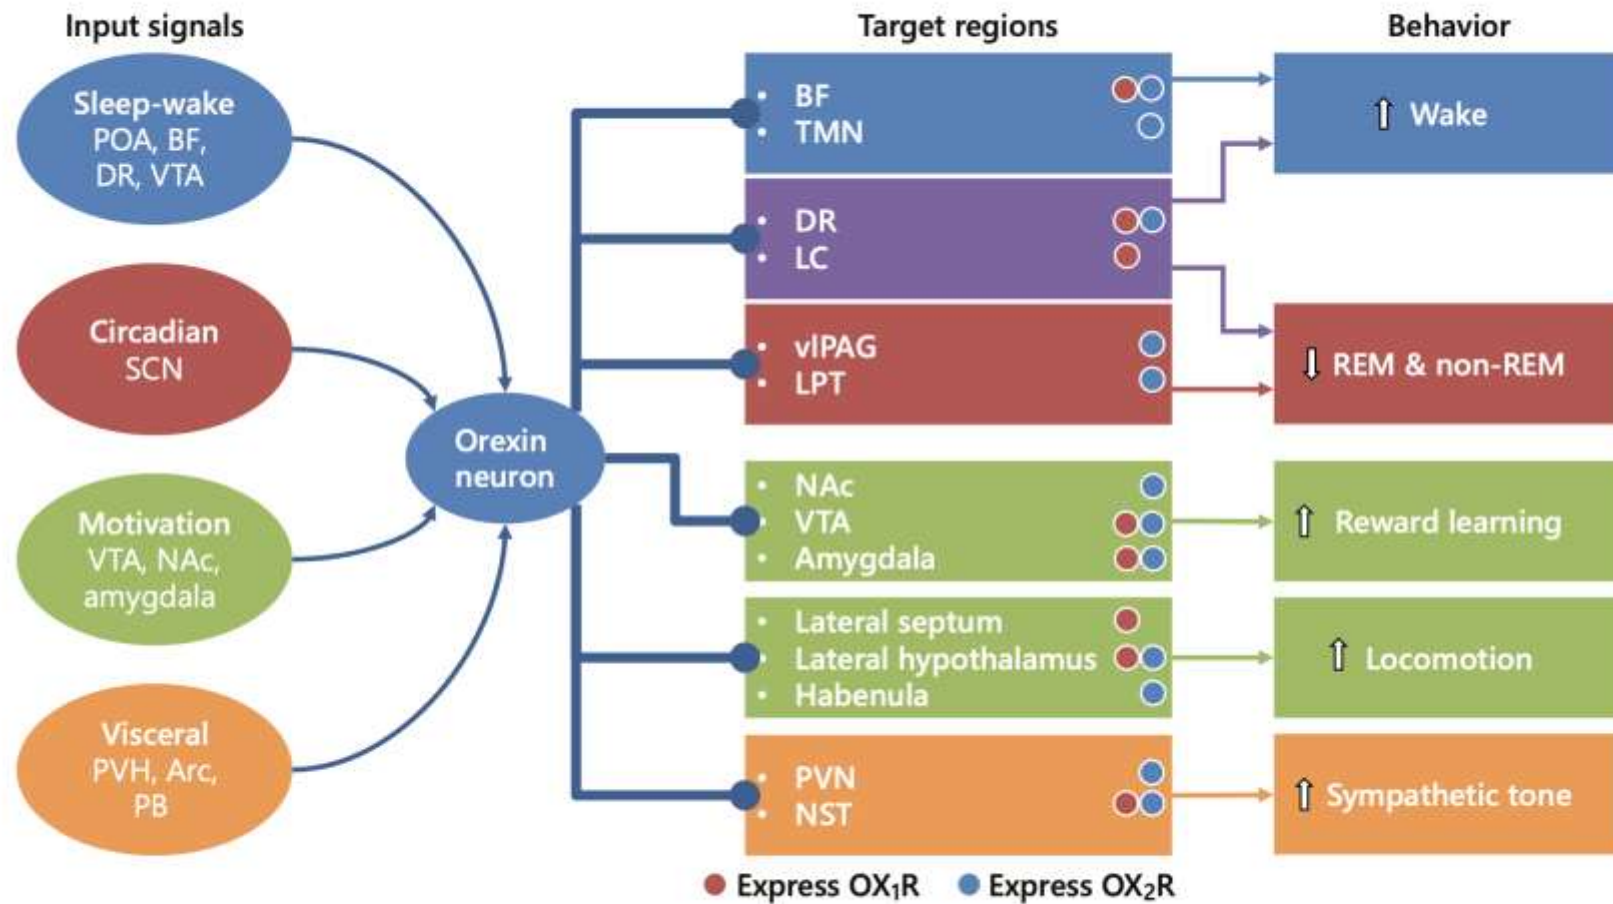 Input signals
Target regions
Behavior
Sleep-wake
POA, BF,
DR, VTA
Circadian
SCN
Motivation
VTA, NAc,
amygdala
Visceral
PVH, Arc,
PB
Orexin
neuron
• BF
• TMN
• DR
• LC
• vlPAG
• LPT
• NAc
• VTA
• Amygdala
• Lateral septum
• Lateral hypothalamus
• Habenula
• PVN
• NST
⇧ Wake
⇩ REM & non-REM
⇧ Reward learning
⇧ Locomotion
⇧ Sympathetic tone
Express OX₁R
Express OX₂R